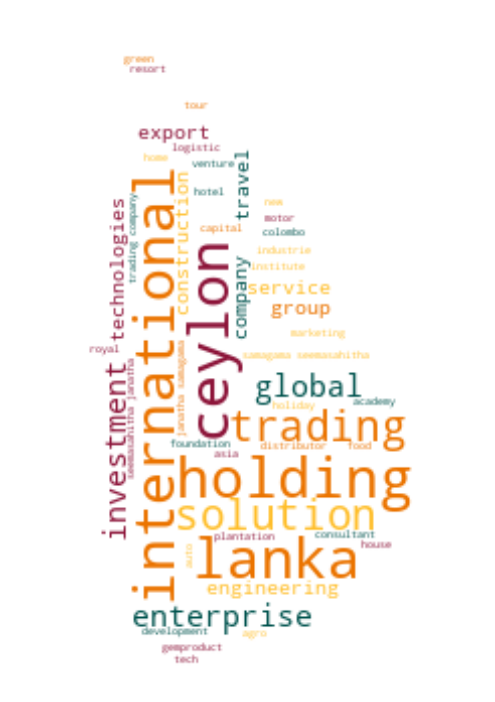 green
resort
tour
export
logistic
home
venture
travel
international
construction
hotel
trading company
technologies
new
motor
capital
colombo
ceylon
industrie
institute
company
service
group
marketing
royal
janatha samagama
samagama seemasahitha
seemasahitha janatha
investment
global
academy
holiday
trading
foundation
distributor
food
asia
holding
solution
plantation
consultant
house
lanka
auto
engineering
enterprise
development
agro
gemproduct
tech